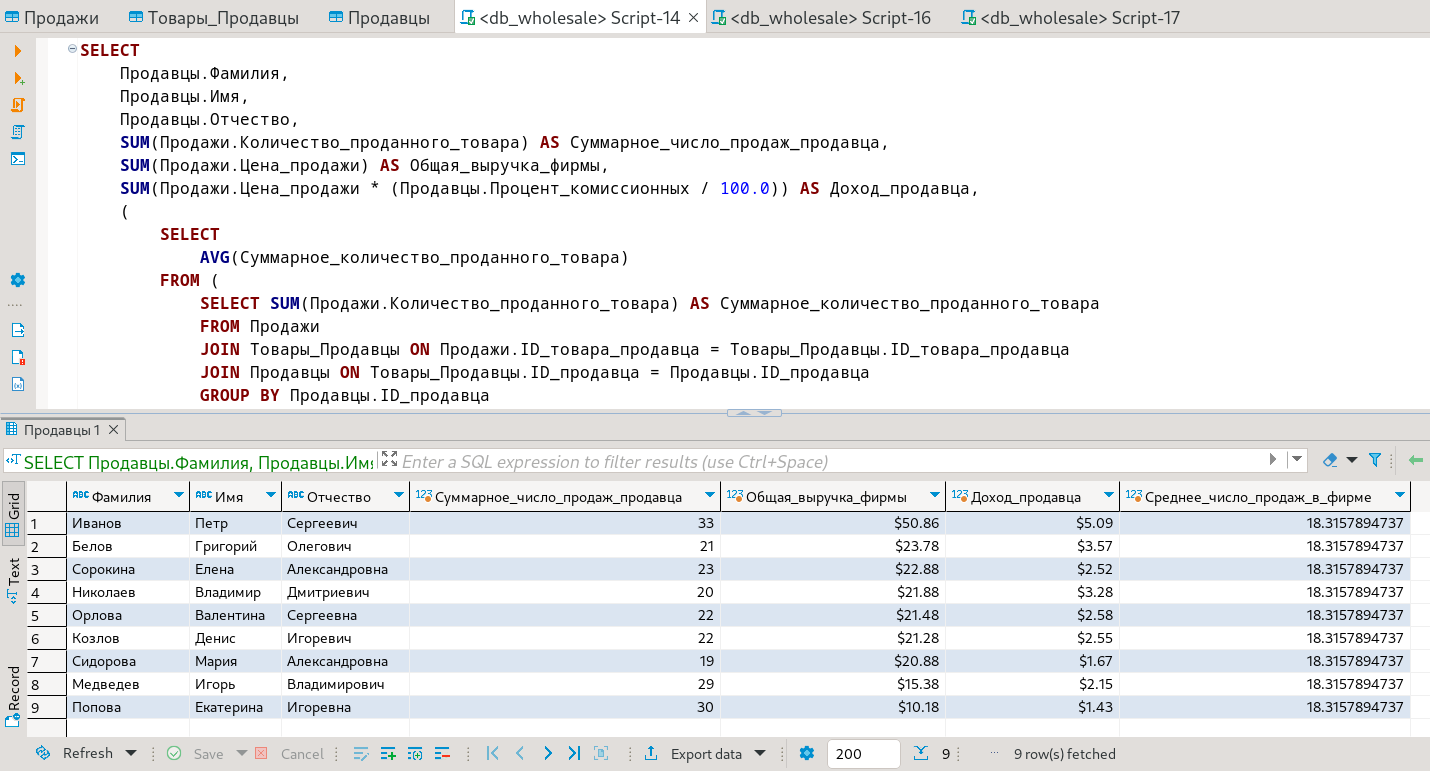 Продажи Товары_Продавцы Продавцы <db_wholesale> Script-14 <db_wholesale> Script-16 <db_wholesale> Script-17
SELECT
Продавцы.Фамилия,
Продавцы.Имя,
Продавцы.Отчество,
SUM(Продажи.Количество_проданного_товара) AS Суммарное_число_продаж_продавца,
SUM(Продажи.Цена_продажи) AS Общая_выручка_фирмы,
SUM(Продажи.Цена_продажи * (Продавцы.Процент_комиссионных / 100.0)) AS Доход_продавца,
(
SELECT
AVG(Суммарное_количество_проданного_товара)
FROM (
SELECT SUM(Продажи.Количество_проданного_товара) AS Суммарное_количество_проданного_товара
FROM Продажи
JOIN Товары_Продавцы ON Продажи.ID_товара_продавца = Товары_Продавцы.ID_товара_продавца
JOIN Продавцы ON Товары_Продавцы.ID_продавца = Продавцы.ID_продавца
GROUP BY Продавцы.ID_продавца
Продавцы 1
SELECT Продавцы.Фамилия, Продавцы.Имя Enter a SQL expression to filter results (use Ctrl+Space)
Grid
Text
Record
ABC Фамилия ABC Имя ABC Отчество 123 Суммарное_число_продаж_продавца 123 Общая_выручка_фирмы 123 Доход_продавца 123 Среднее_число_продаж_в_фирме
1 Иванов Петр Сергеевич 33 $50.86 $5.09 18.3157894737
2 Белов Григорий Олегович 21 $23.78 $3.57 18.3157894737
3 Сорокина Елена Александровна 23 $22.88 $2.52 18.3157894737
4 Николаев Владимир Дмитриевич 20 $21.88 $3.28 18.3157894737
5 Орлова Валентина Сергеевна 22 $21.48 $2.58 18.3157894737
6 Козлов Денис Игоревич 22 $21.28 $2.55 18.3157894737
7 Сидорова Мария Александровна 19 $20.88 $1.67 18.3157894737
8 Медведев Игорь Владимирович 29 $15.38 $2.15 18.3157894737
9 Попова Екатерина Игоревна 30 $10.18 $1.43 18.3157894737
Refresh Save Cancel Export data 200 9 9 row(s) fetched